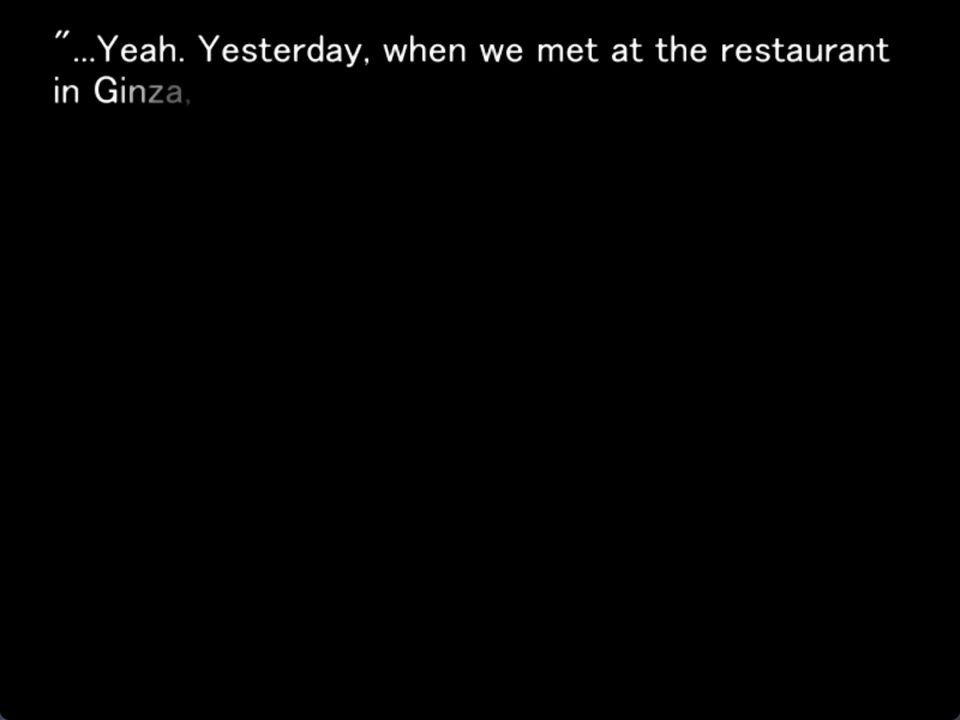 "...Yeah. Yesterday, when we met at the restaurant
in Ginza,